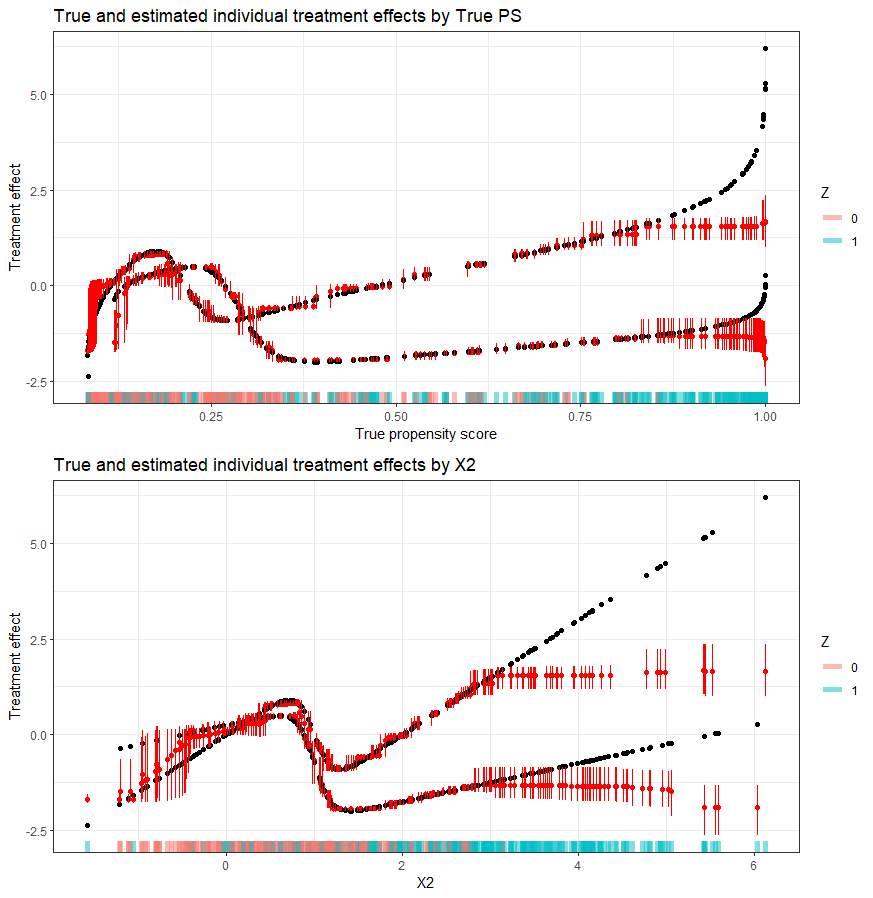 True and estimated individual treatment effects by True PS
5.0
2.5
0.0
-2.5
Treatment effect
0.25 0.50 0.75 1.00
True propensity score
Z
0
1
True and estimated individual treatment effects by X2
5.0
2.5
0.0
-2.5
Treatment effect
0 2 4 6
X2
Z
0
1